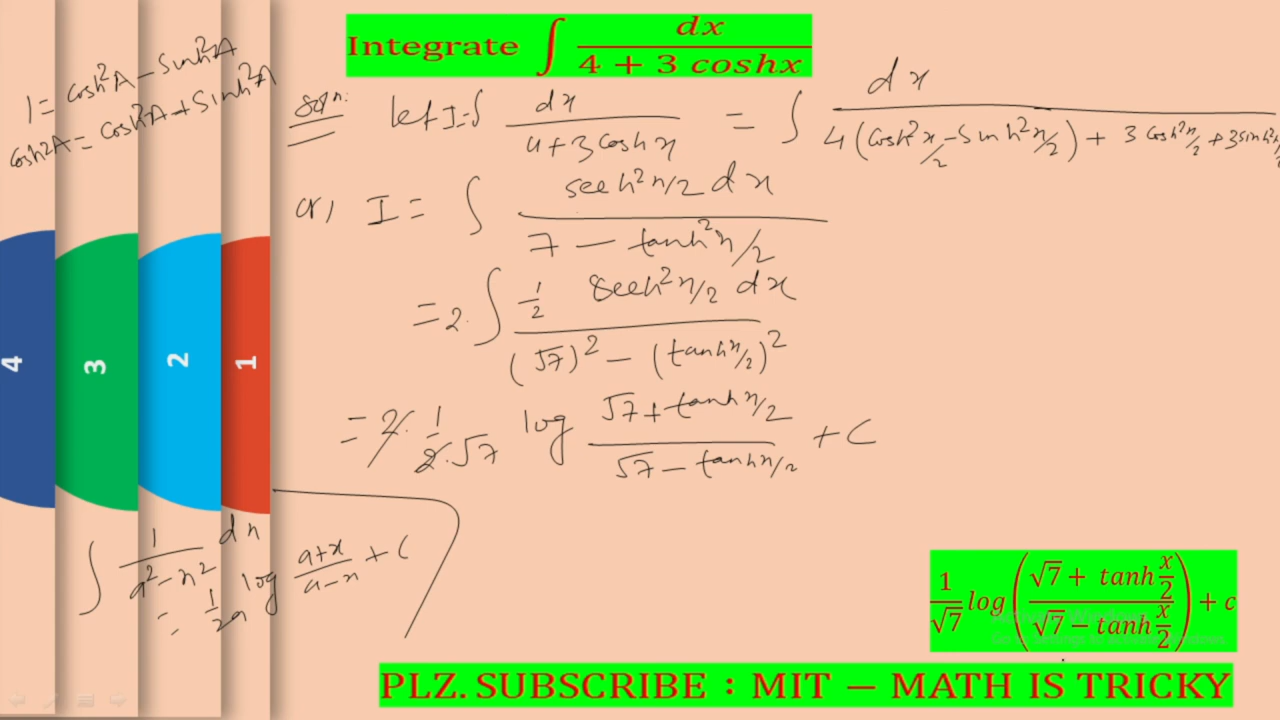 Integrate ∫ dx / (4 + 3 coshx)
1 = cosh²A − Sinh²A
cosh2A = cosh²A + Sinh²A
Solⁿ: let I = ∫ dx / (4+3coshx) = ∫ dx / (4(Cosh²x/2 − Sinh²x/2) + 3 cosh²x/2 + 3sinh²x/2
or, I = ∫ sech²x/2 dx / (7 − tanh²x/2)
= 2. ∫ ½ Sech²x/2 dx / ((√7)² − (tanhx/2)²)
= 2. 1/(2.√7) log (√7+tanhx/2) / (√7−tanhx/2) + C
4
3
2
1
∫ 1/(a²−x²) dx
= 1/2a log (a+x)/(a−x) + C
1/√7 log((√7 + tanh x/2) / (√7 − tanh x/2)) + c
PLZ. SUBSCRIBE : MIT − MATH IS TRICKY